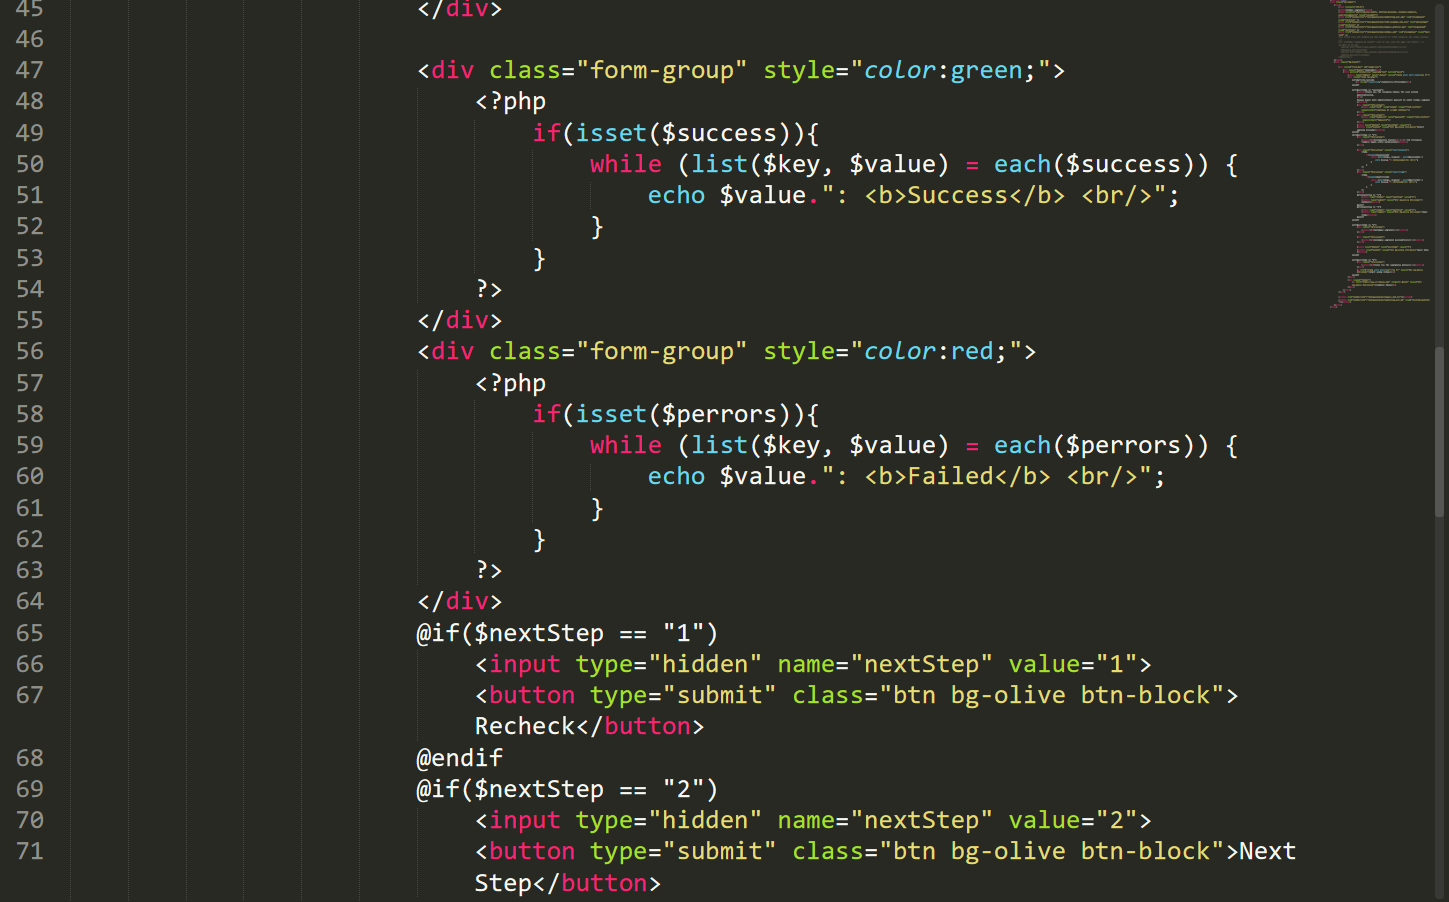 45 </div>
46
47 <div class="form-group" style="color:green;">
48 <?php
49 if(isset($success)){
50 while (list($key, $value) = each($success)) {
51 echo $value.": <b>Success</b> <br/>";
52 }
53 }
54 ?>
55 </div>
56 <div class="form-group" style="color:red;">
57 <?php
58 if(isset($perrors)){
59 while (list($key, $value) = each($perrors)) {
60 echo $value.": <b>Failed</b> <br/>";
61 }
62 }
63 ?>
64 </div>
65 @if($nextStep == "1")
66 <input type="hidden" name="nextStep" value="1">
67 <button type="submit" class="btn bg-olive btn-block">
Recheck</button>
68 @endif
69 @if($nextStep == "2")
70 <input type="hidden" name="nextStep" value="2">
71 <button type="submit" class="btn bg-olive btn-block">Next
Step</button>